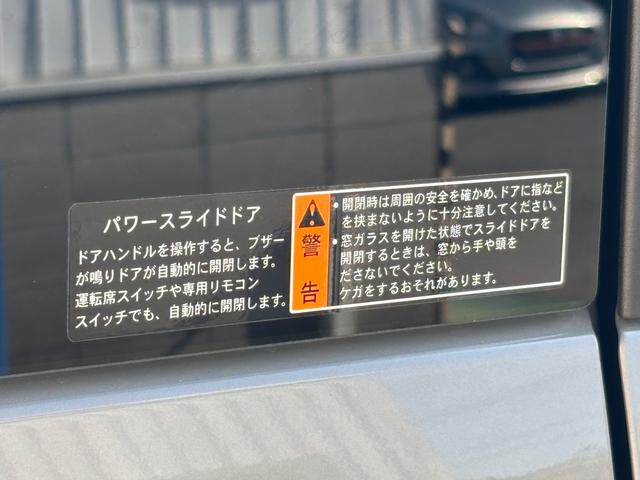 パワースライドドア
ドアハンドルを操作すると、ブザー
が鳴りドアが自動的に開閉します。
運転席スイッチや専用リモコン
スイッチでも、自動的に開閉します。
警告
・開閉時は周囲の安全を確かめ、ドアに指など
を挟まないように十分注意してください。
・窓ガラスを開けた状態でスライドドアを
開閉するときは、窓から手や頭を
ださないでください。
ケガをするおそれがあります。